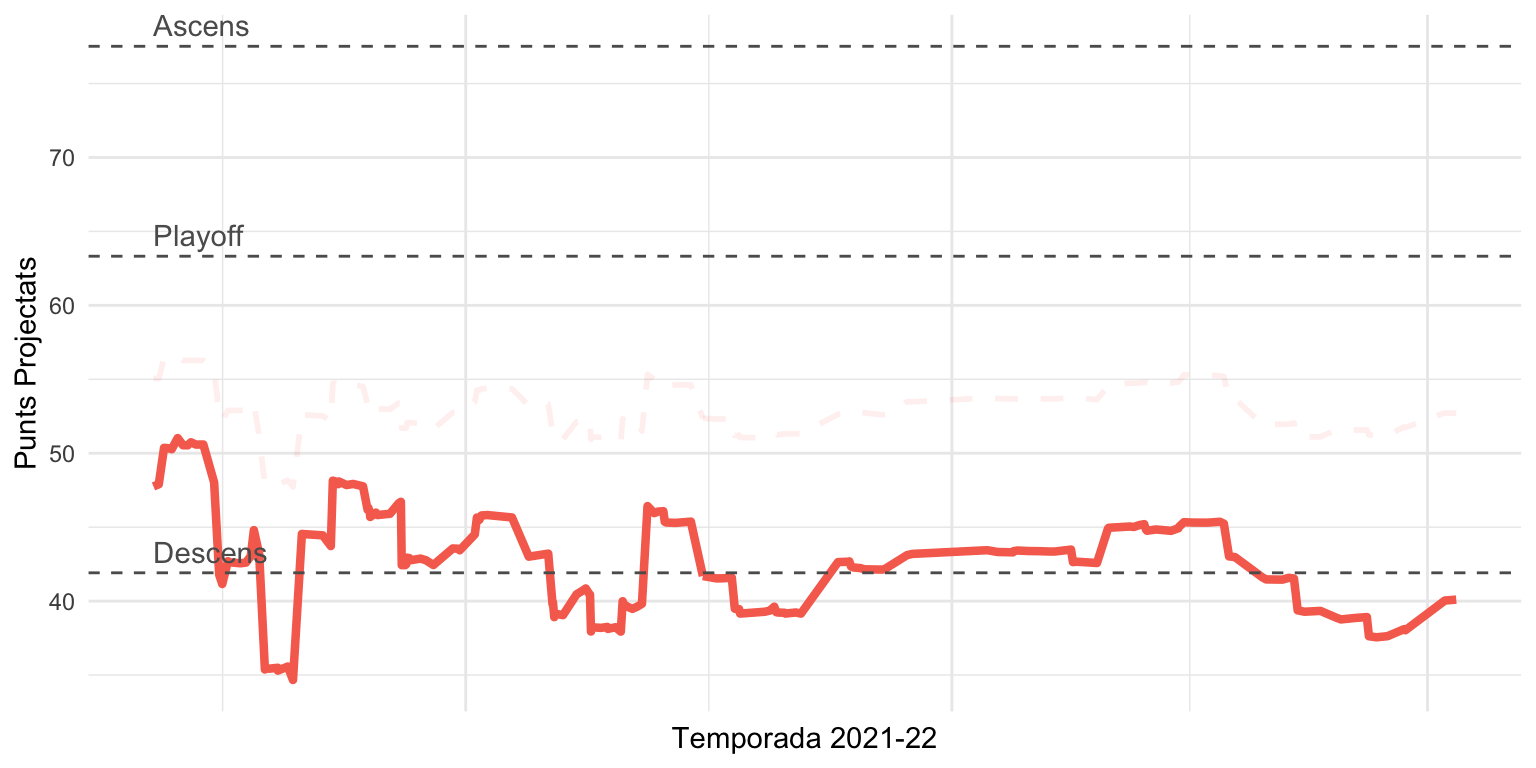 Ascens
70
Playoff
60
50
Descens
40
Punts Projectats
Temporada 2021-22